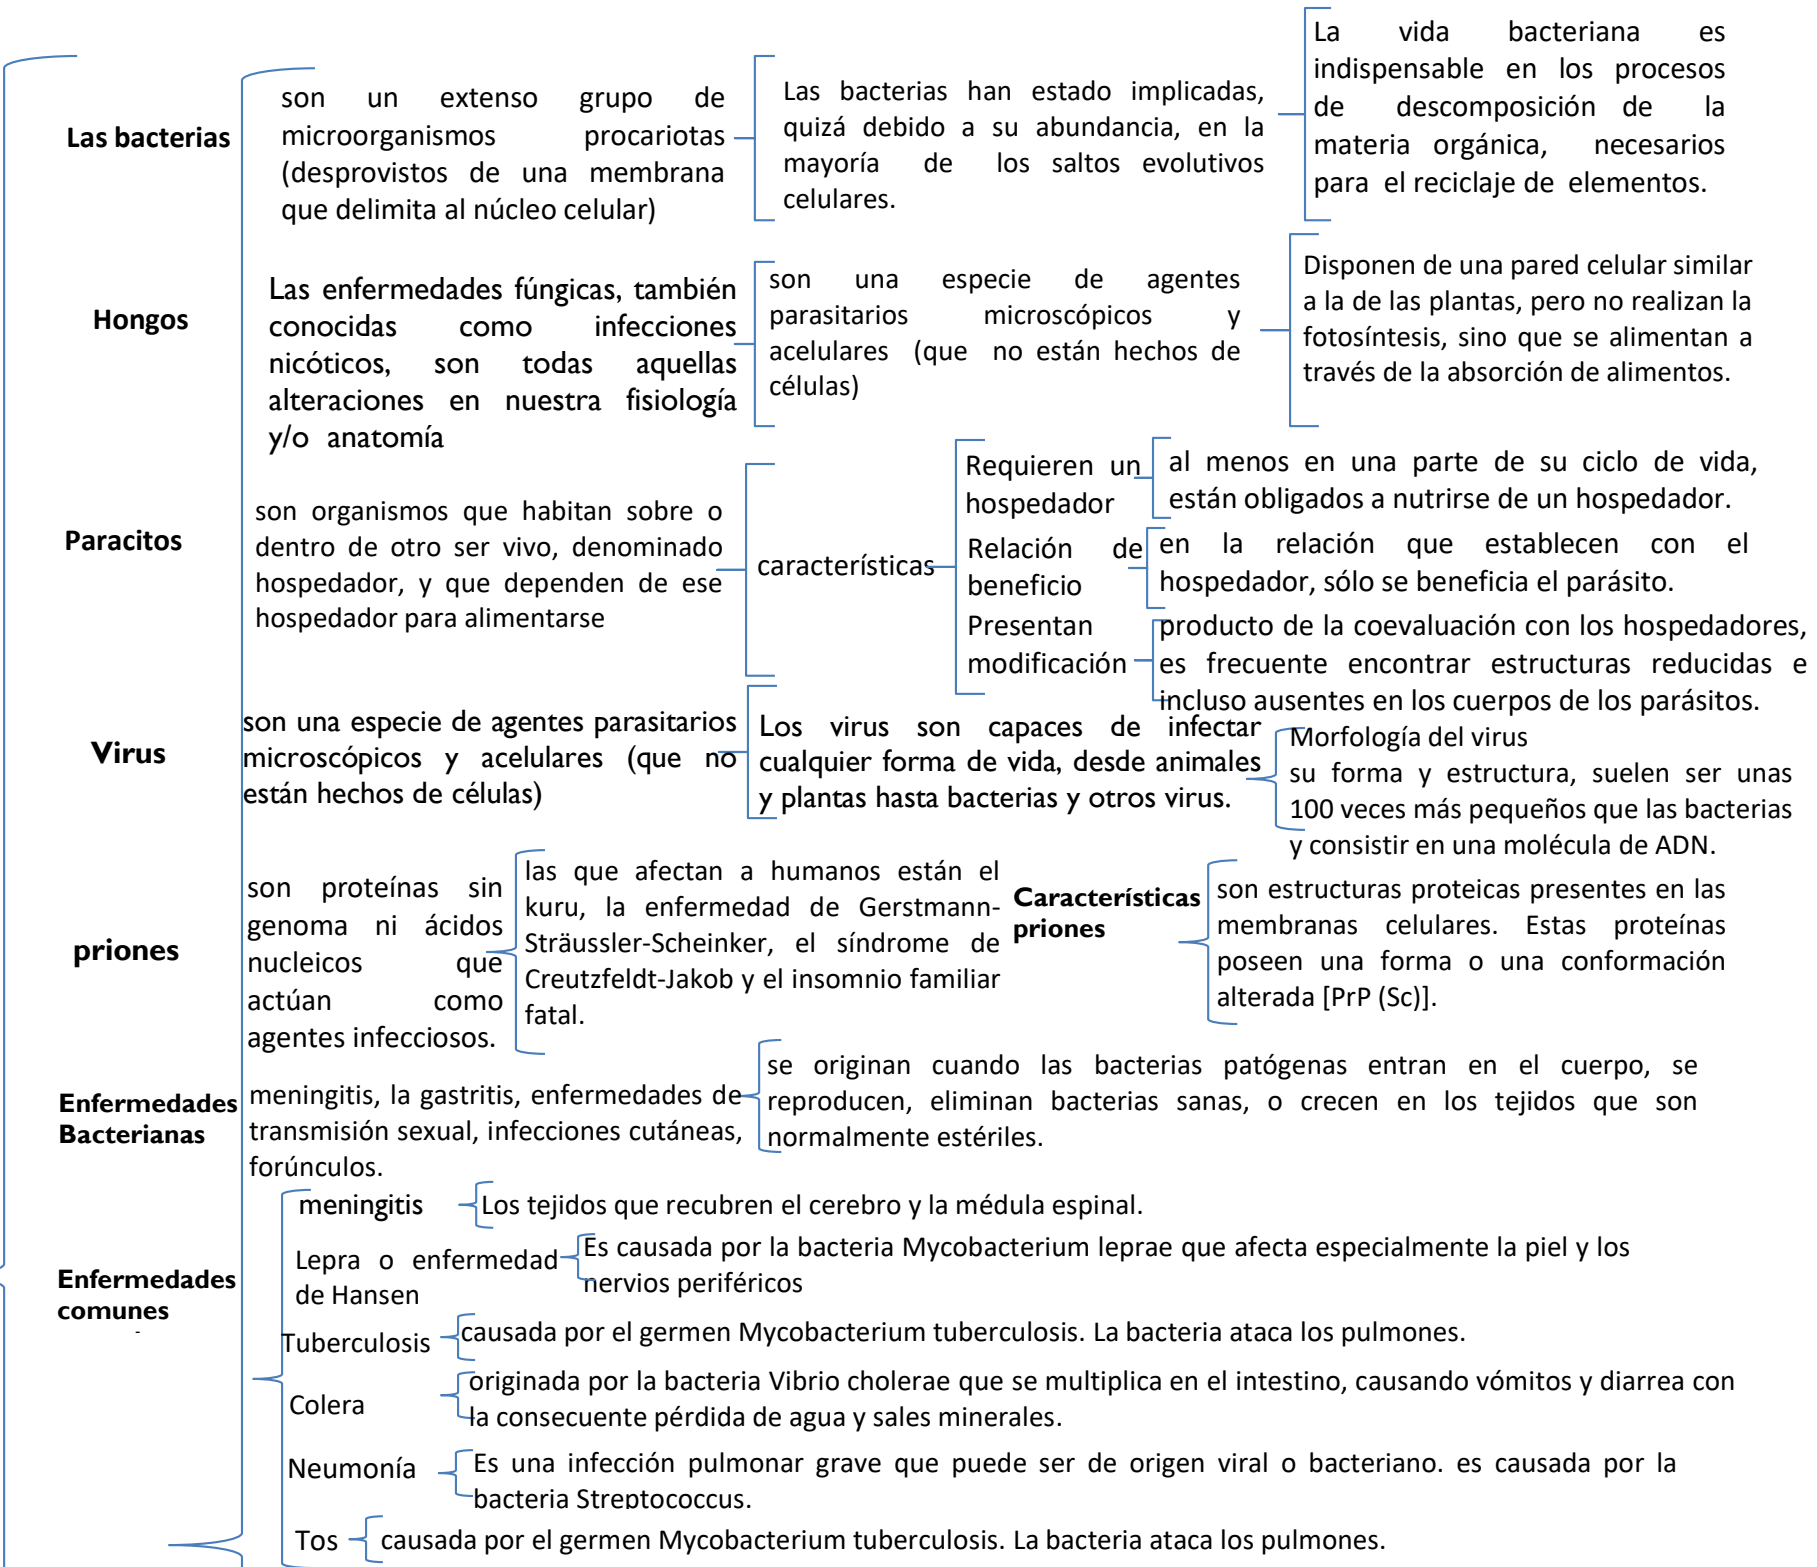 Las bacterias
son un extenso grupo de
microorganismos procariotas
(desprovistos de una membrana
que delimita al núcleo celular)
Las bacterias han estado implicadas,
quizá debido a su abundancia, en la
mayoría de los saltos evolutivos
celulares.
La vida bacteriana es
indispensable en los procesos
de descomposición de la
materia orgánica, necesarios
para el reciclaje de elementos.
Hongos
Las enfermedades fúngicas, también
conocidas como infecciones
nicóticos, son todas aquellas
alteraciones en nuestra fisiología
y/o anatomía
son una especie de agentes
parasitarios microscópicos y
acelulares (que no están hechos de
células)
Disponen de una pared celular similar
a la de las plantas, pero no realizan la
fotosíntesis, sino que se alimentan a
través de la absorción de alimentos.
Paracitos
son organismos que habitan sobre o
dentro de otro ser vivo, denominado
hospedador, y que dependen de ese
hospedador para alimentarse
características
Requieren un
hospedador
al menos en una parte de su ciclo de vida,
están obligados a nutrirse de un hospedador.
Relación de
beneficio
en la relación que establecen con el
hospedador, sólo se beneficia el parásito.
Presentan
modificación
producto de la coevaluación con los hospedadores,
es frecuente encontrar estructuras reducidas e
incluso ausentes en los cuerpos de los parásitos.
Virus
son una especie de agentes parasitarios
microscópicos y acelulares (que no
están hechos de células)
Los virus son capaces de infectar
cualquier forma de vida, desde animales
y plantas hasta bacterias y otros virus.
Morfología del virus
su forma y estructura, suelen ser unas
100 veces más pequeños que las bacterias
y consistir en una molécula de ADN.
priones
son proteínas sin
genoma ni ácidos
nucleicos que
actúan como
agentes infecciosos.
las que afectan a humanos están el
kuru, la enfermedad de Gerstmann-
Sträussler-Scheinker, el síndrome de
Creutzfeldt-Jakob y el insomnio familiar
fatal.
Características
priones
son estructuras proteicas presentes en las
membranas celulares. Estas proteínas
poseen una forma o una conformación
alterada [PrP (Sc)].
Enfermedades
Bacterianas
meningitis, la gastritis, enfermedades de
transmisión sexual, infecciones cutáneas,
forúnculos.
se originan cuando las bacterias patógenas entran en el cuerpo, se
reproducen, eliminan bacterias sanas, o crecen en los tejidos que son
normalmente estériles.
Enfermedades
comunes
meningitis
Los tejidos que recubren el cerebro y la médula espinal.
Lepra o enfermedad
de Hansen
Es causada por la bacteria Mycobacterium leprae que afecta especialmente la piel y los
nervios periféricos
Tuberculosis
causada por el germen Mycobacterium tuberculosis. La bacteria ataca los pulmones.
Colera
originada por la bacteria Vibrio cholerae que se multiplica en el intestino, causando vómitos y diarrea con
la consecuente pérdida de agua y sales minerales.
Neumonía
Es una infección pulmonar grave que puede ser de origen viral o bacteriano. es causada por la
bacteria Streptococcus.
Tos
causada por el germen Mycobacterium tuberculosis. La bacteria ataca los pulmones.